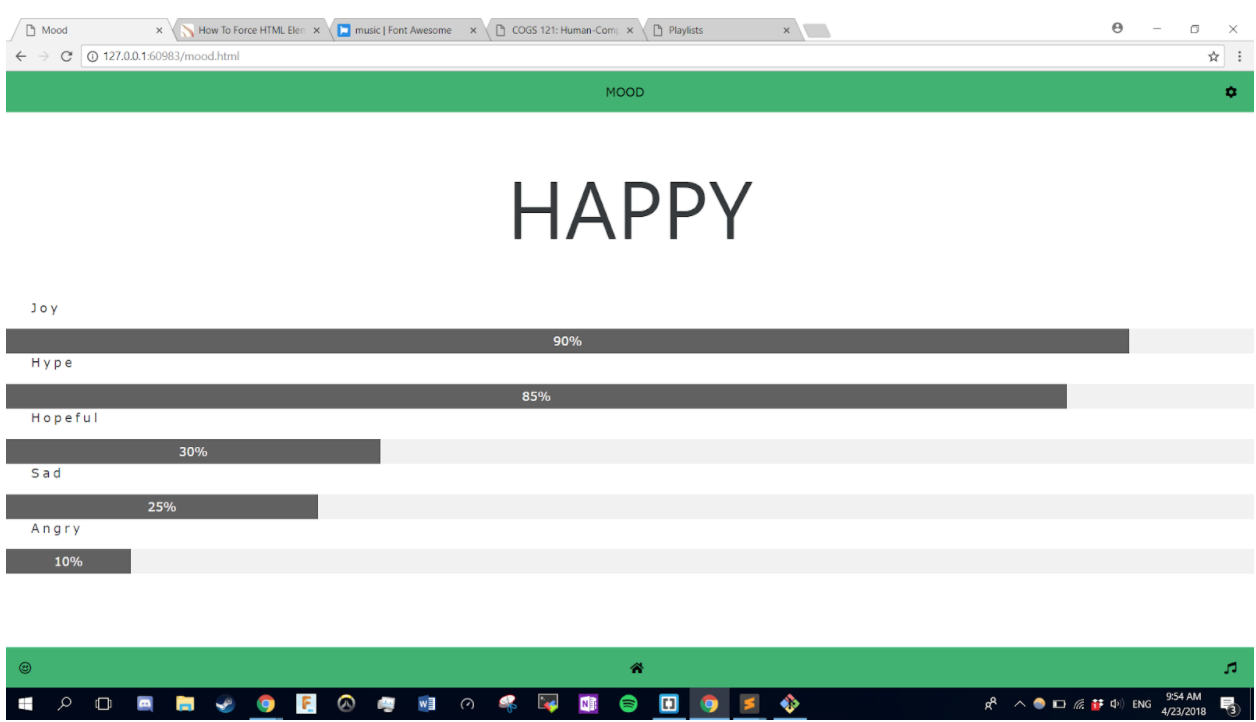 Mood
How To Force HTML Elen
music | Font Awesome
COGS 121: Human-Comp
Playlists
127.0.0.1:60983/mood.html
MOOD
HAPPY
Joy
90%
Hype
85%
Hopeful
30%
Sad
25%
Angry
10%
ENG
9:54 AM
4/23/2018
3